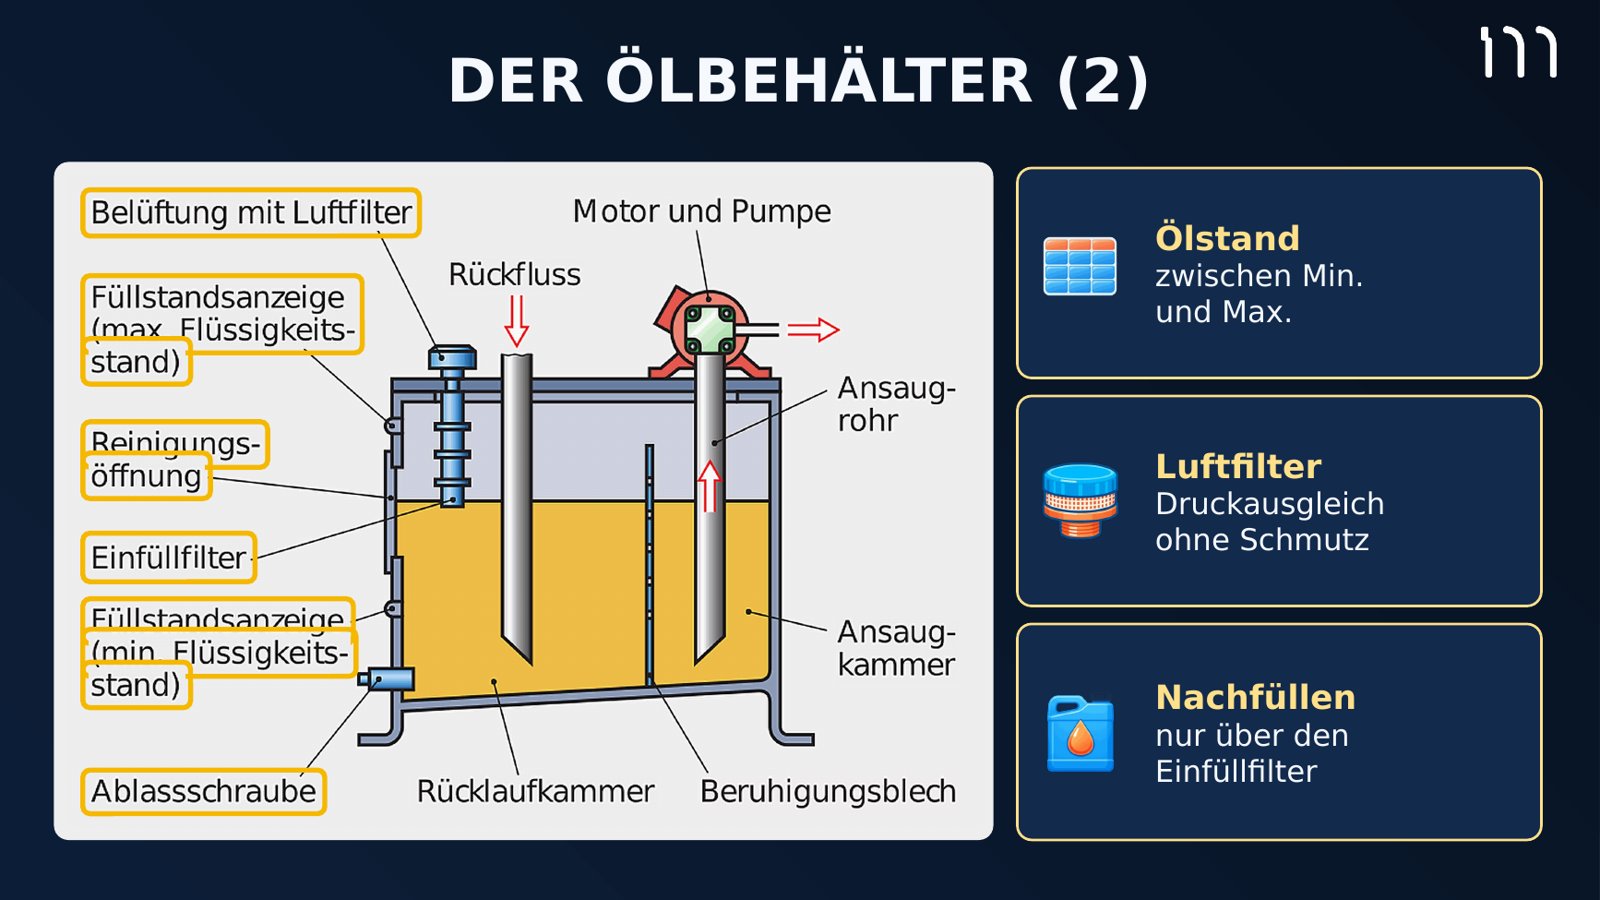 DER ÖLBEHÄLTER (2)
Belüftung mit Luftfilter
Motor und Pumpe
Rückfluss
Füllstandsanzeige
(max. Flüssigkeits-
stand)
Ansaug-
rohr
Reinigungs-
öffnung
Einfüllfilter
Füllstandsanzeige
(min. Flüssigkeits-
stand)
Ansaug-
kammer
Ablassschraube
Rücklaufkammer
Beruhigungsblech
Ölstand
zwischen Min.
und Max.
Luftfilter
Druckausgleich
ohne Schmutz
Nachfüllen
nur über den
Einfüllfilter